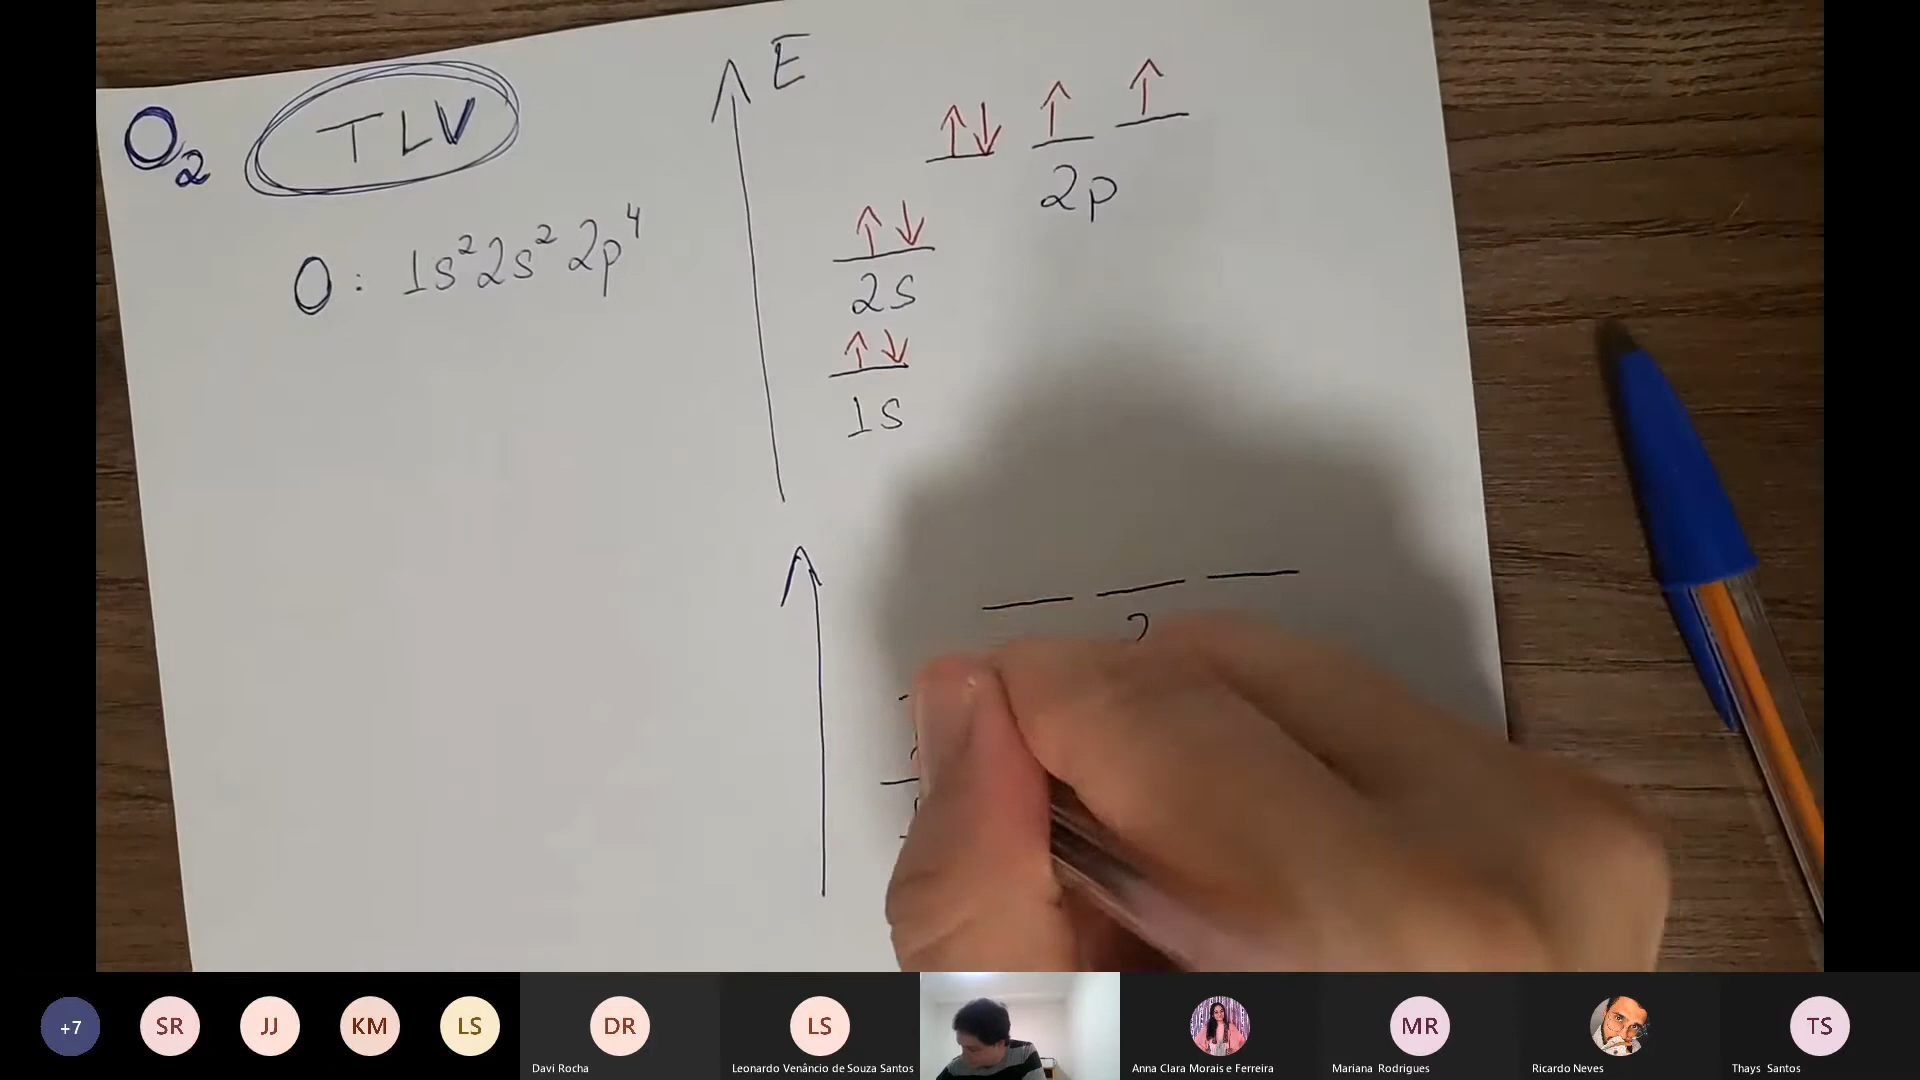 O2 TLV
E
O: 1s² 2s² 2p⁴
2p
2s
1s
2
+7
SR
JJ
KM
LS
DR
LS
MR
TS
Davi Rocha
Leonardo Venâncio de Souza Santos
Anna Clara Morais e Ferreira
Mariana Rodrigues
Ricardo Neves
Thays Santos